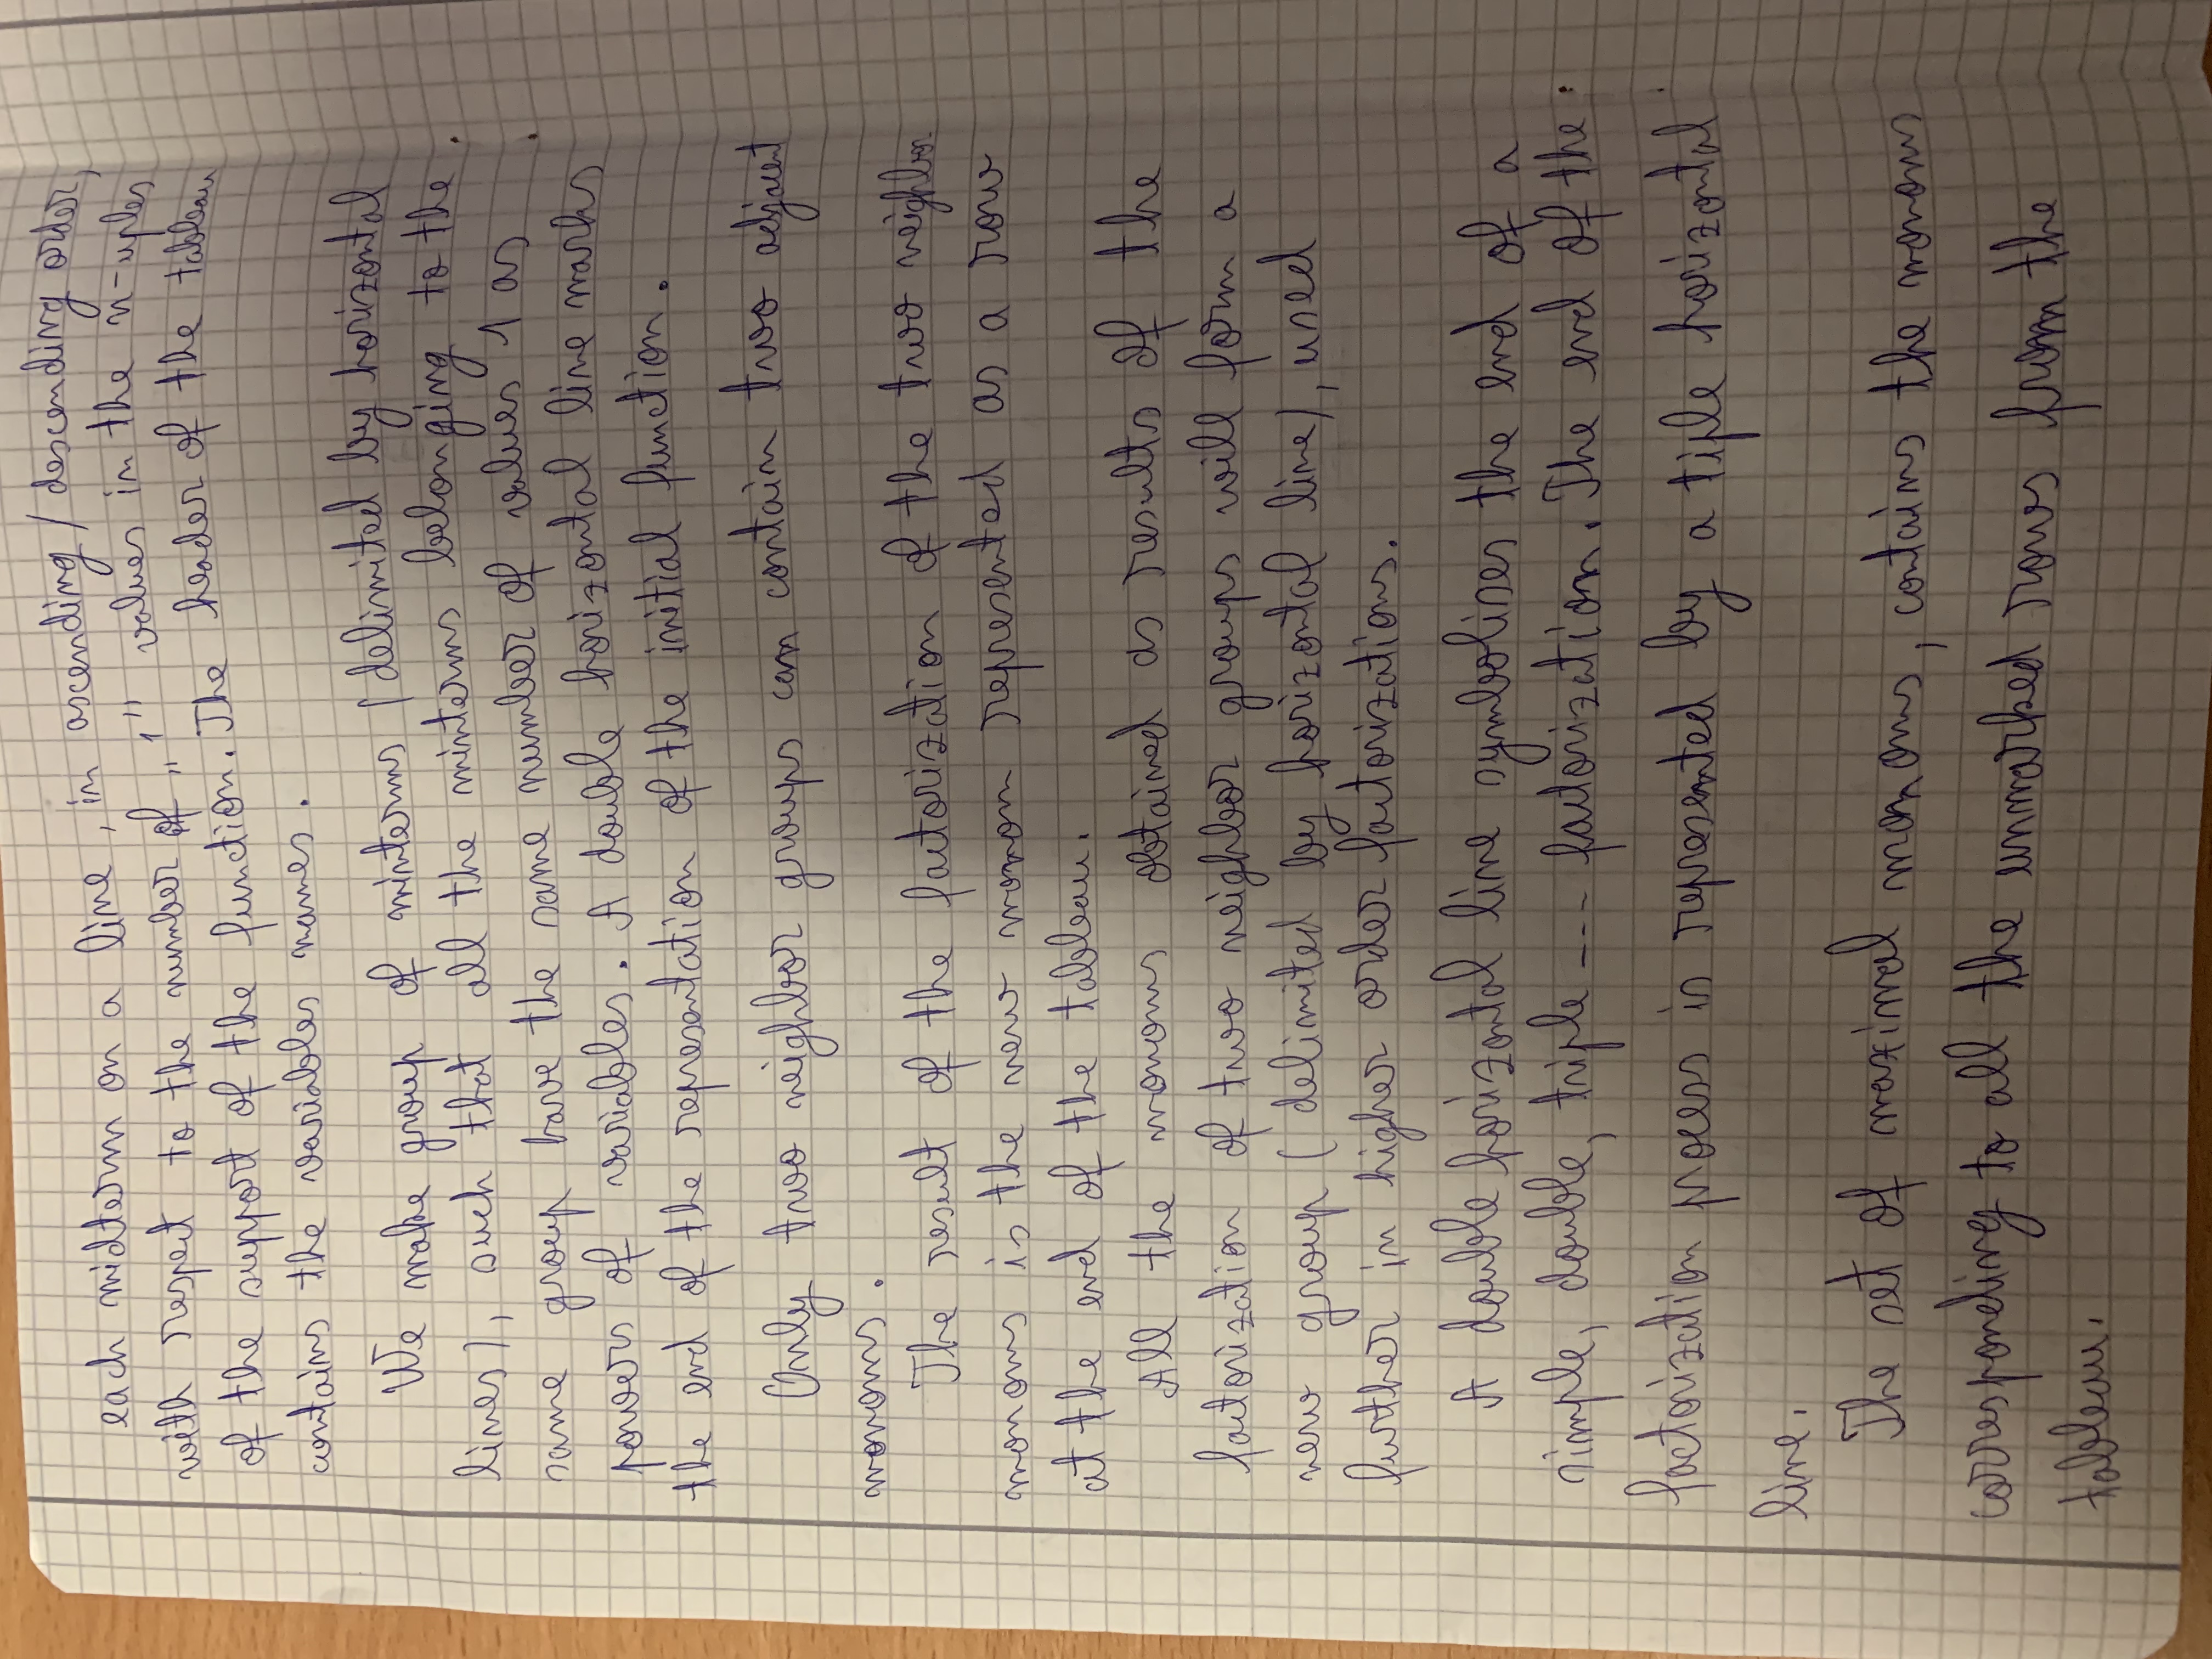 each midterm on a line, in ascending / descending order,
with respect to the number of „1" values in the n-uples
of the support of the function. The header of the tableau
contains the variables names.
We make group of minterms (delimited by horizontal
lines), such that all the minterms belonging to the
same group have the same number of values 1 as
powers of variables. A double horizontal line marks
the end of the representation of the initial function.
Only two neighbor groups can contain two adjacent
monoms.
The result of the factorization of the two neighbor
monoms is the new monom represented as a row
at the end of the tableau.
All the monoms obtained as results of the
factorization of two neighbor groups will form a
new group (delimited by horizontal line), used
further in higher order factorizations.
A double horizontal line symbolises the end of a
simple, double, triple --- factorization. The end of the
factorization process is represented by a tiple horizontal
line.
The set of maximal monoms, contains the monoms
corresponding to all the unmarked rows from the
tableau.